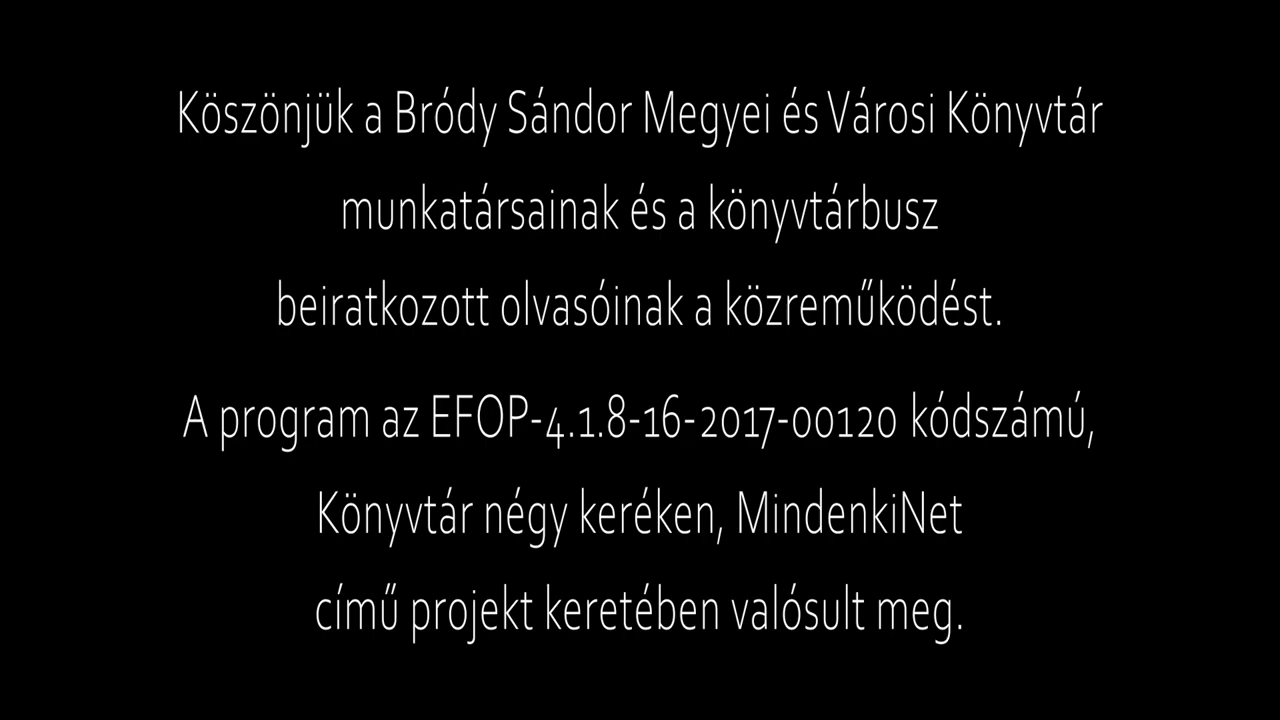 Köszönjük a Bródy Sándor Megyei és Városi Könyvtár
munkatársainak és a könyvtárbusz
beiratkozott olvasóinak a közreműködést.
A program az EFOP-4.1.8-16-2017-00120 kódszámú,
Könyvtár négy keréken, MindenkiNet
című projekt keretében valósult meg.